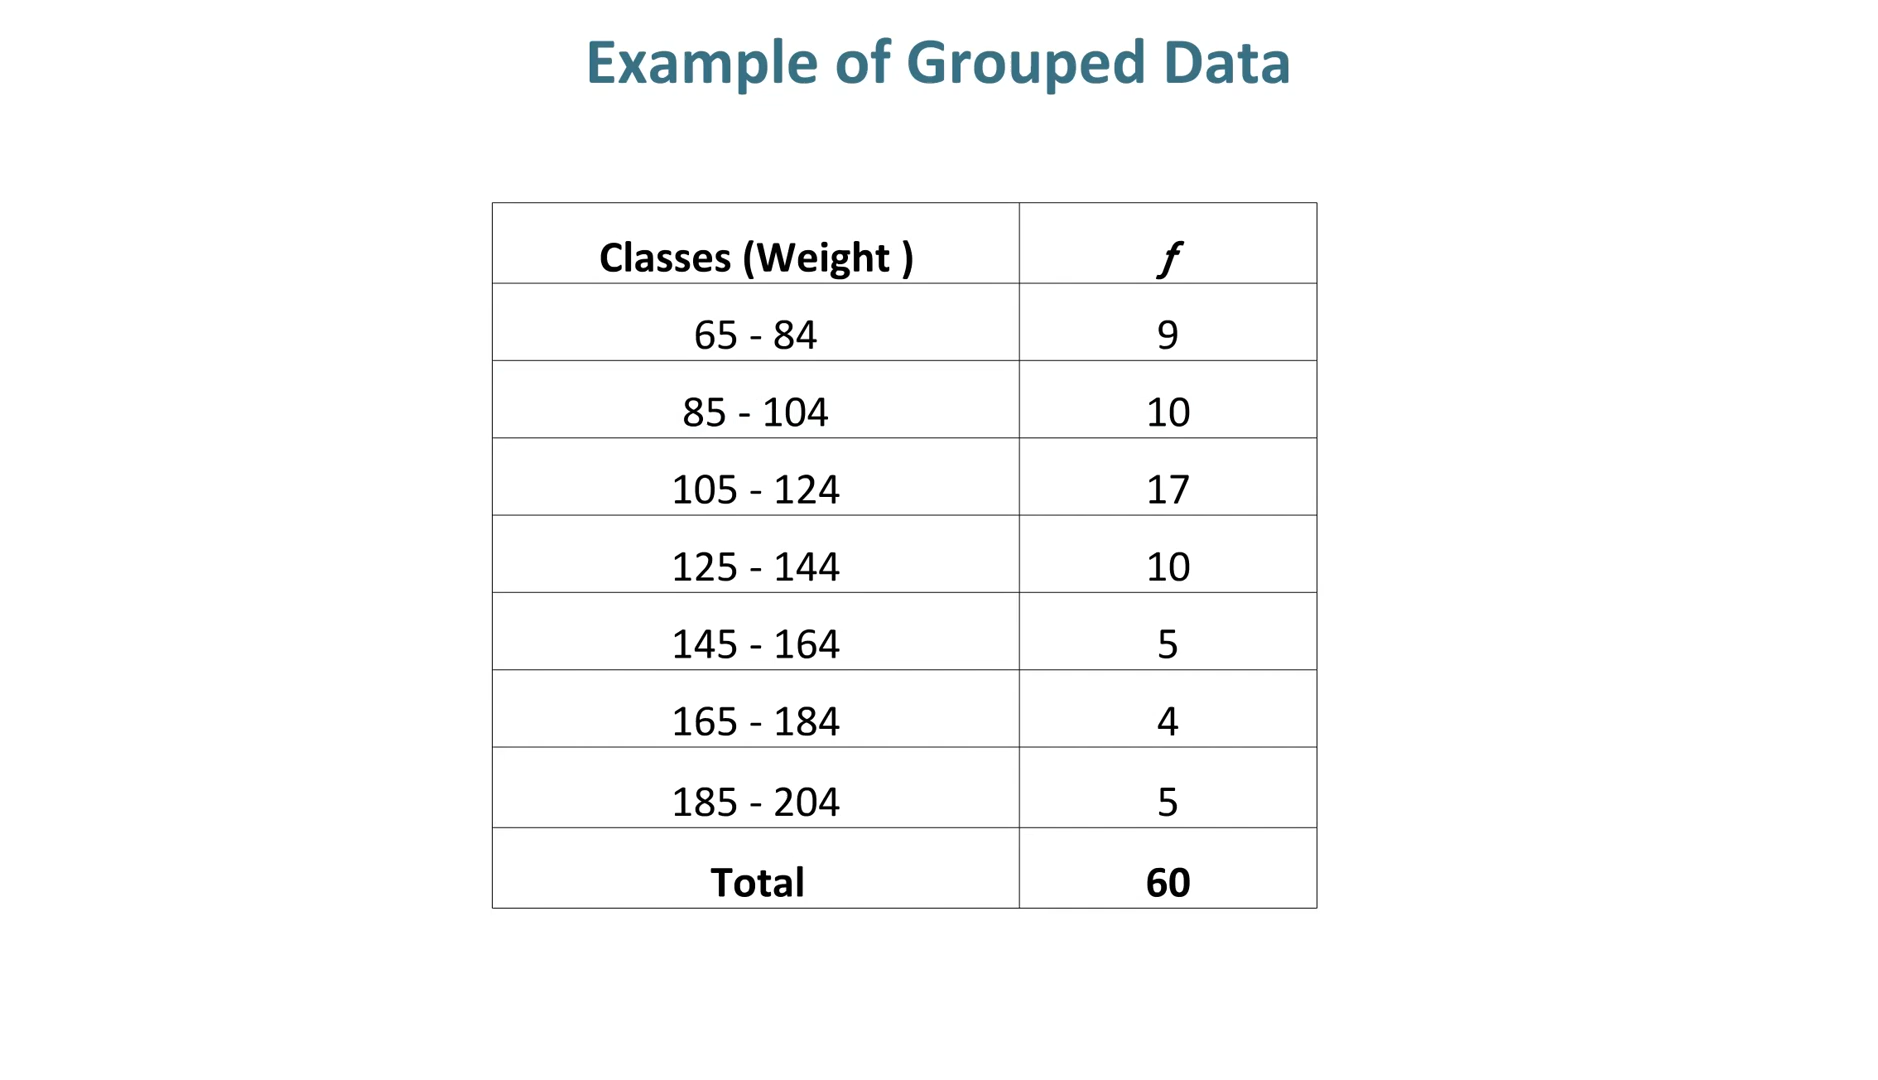 Example of Grouped Data
Classes (Weight ) f
65 - 84 9
85 - 104 10
105 - 124 17
125 - 144 10
145 - 164 5
165 - 184 4
185 - 204 5
Total 60